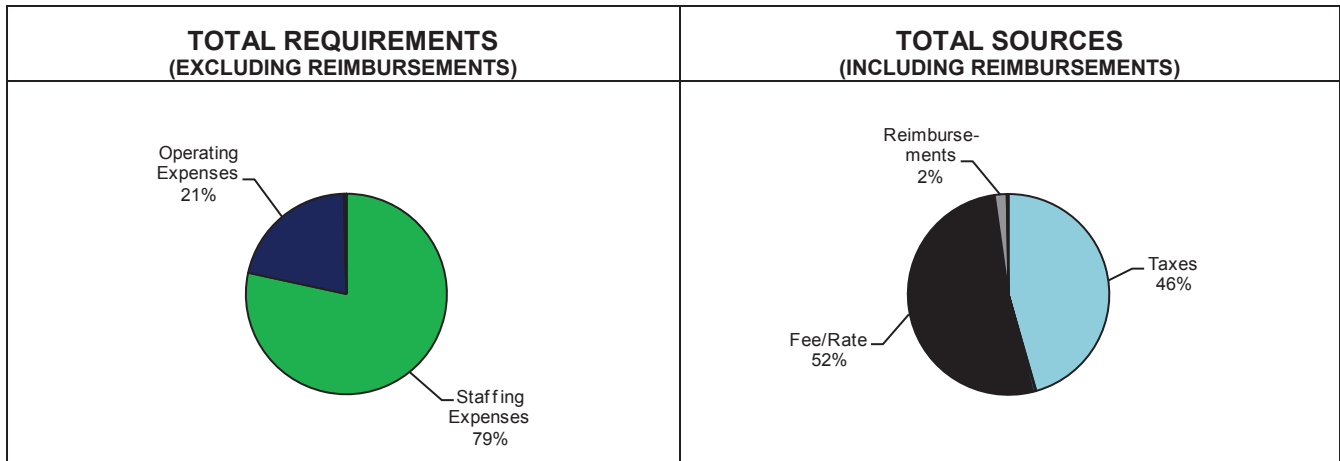 TOTAL REQUIREMENTS
(EXCLUDING REIMBURSEMENTS)
Operating
Expenses
21%
Staffing
Expenses
79%
TOTAL SOURCES
(INCLUDING REIMBURSEMENTS)
Reimburse-
ments
2%
Taxes
46%
Fee/Rate
52%